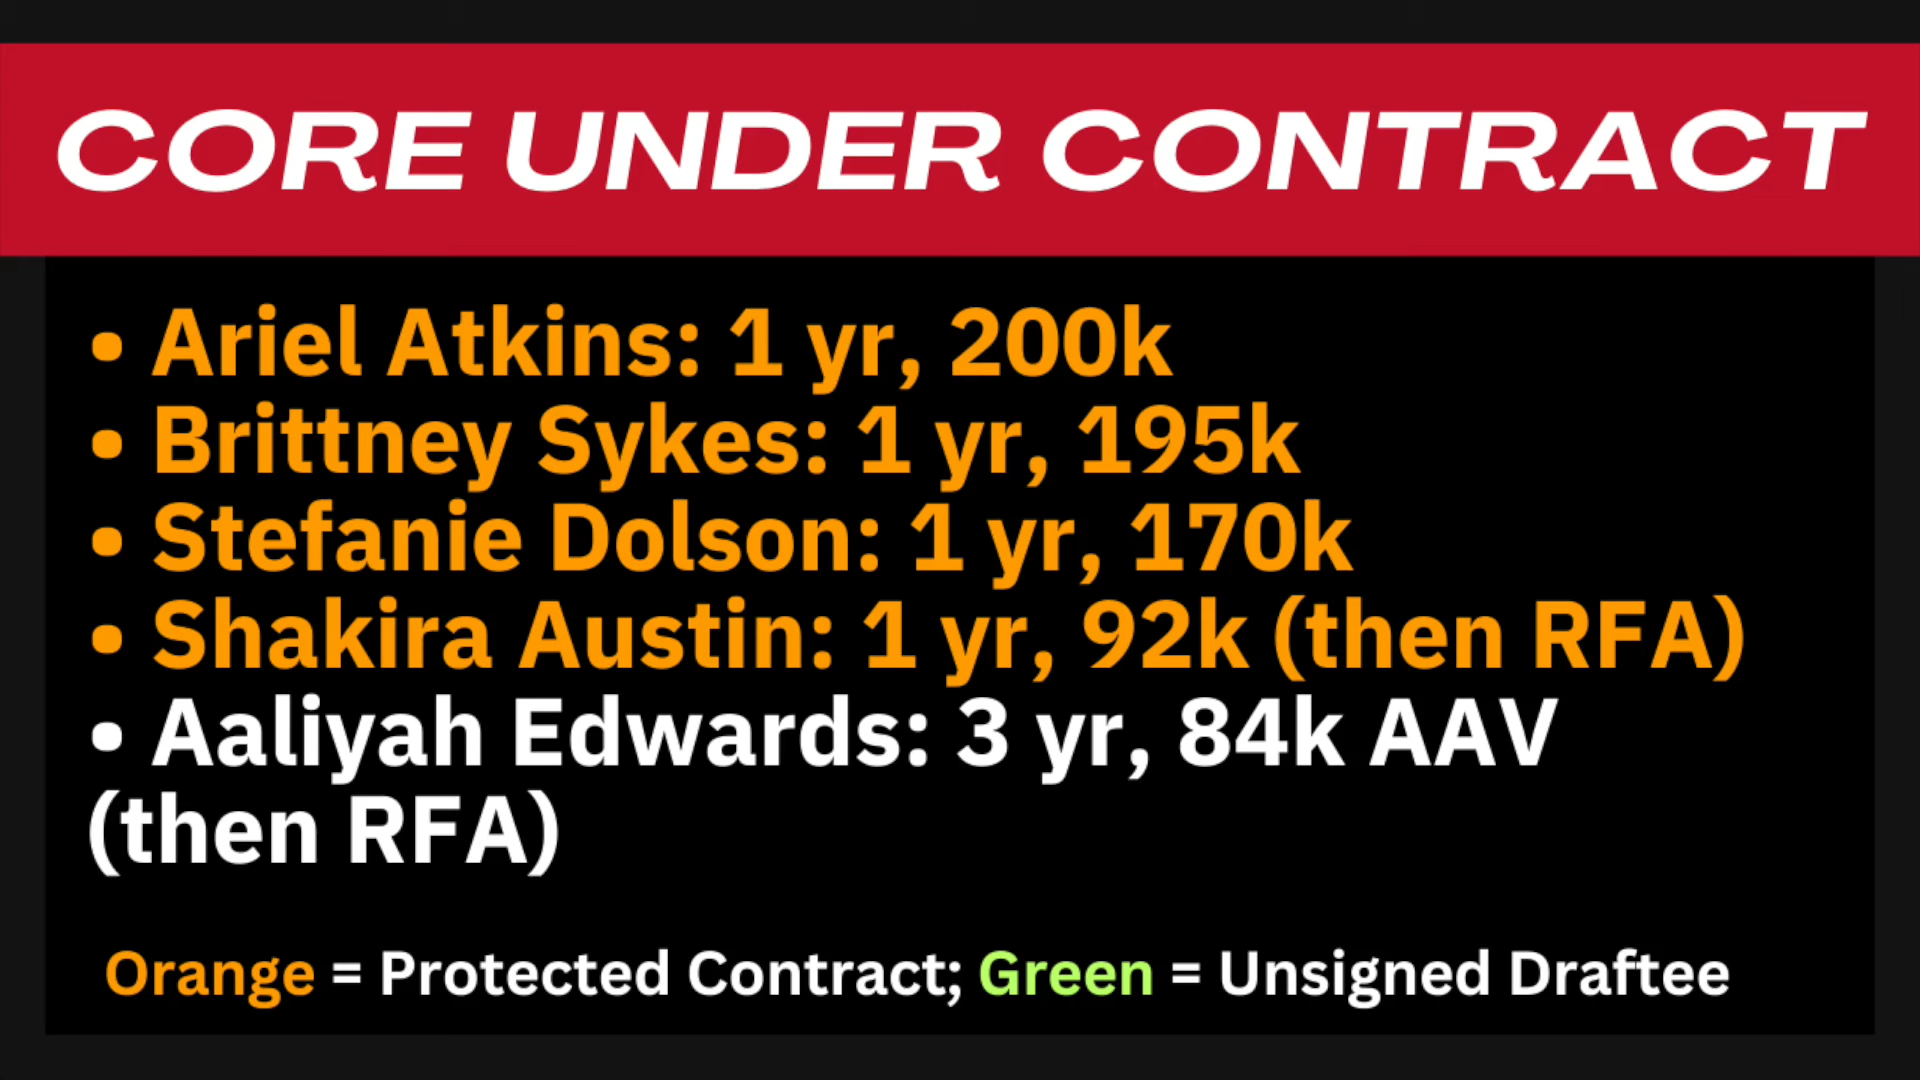 CORE UNDER CONTRACT
• Ariel Atkins: 1 yr, 200k
• Brittney Sykes: 1 yr, 195k
• Stefanie Dolson: 1 yr, 170k
• Shakira Austin: 1 yr, 92k (then RFA)
• Aaliyah Edwards: 3 yr, 84k AAV
(then RFA)
Orange = Protected Contract; Green = Unsigned Draftee